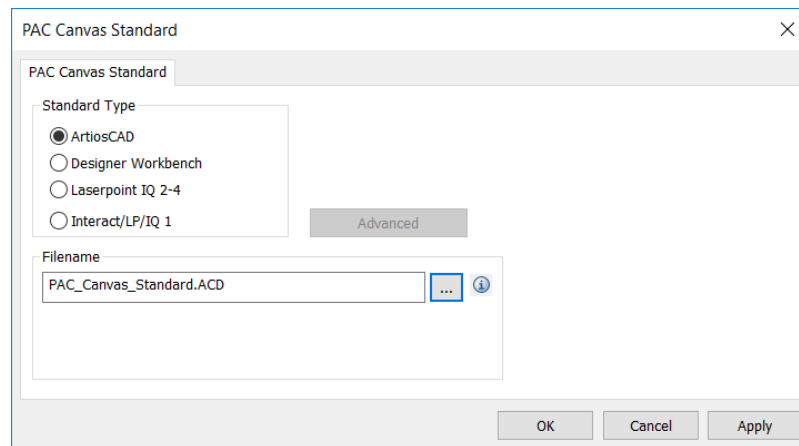 PAC Canvas Standard
PAC Canvas Standard
Standard Type
ArtiosCAD
Designer Workbench
Laserpoint IQ 2-4
Interact/LP/IQ 1
Advanced
Filename
PAC_Canvas_Standard.ACD
...
OK Cancel Apply